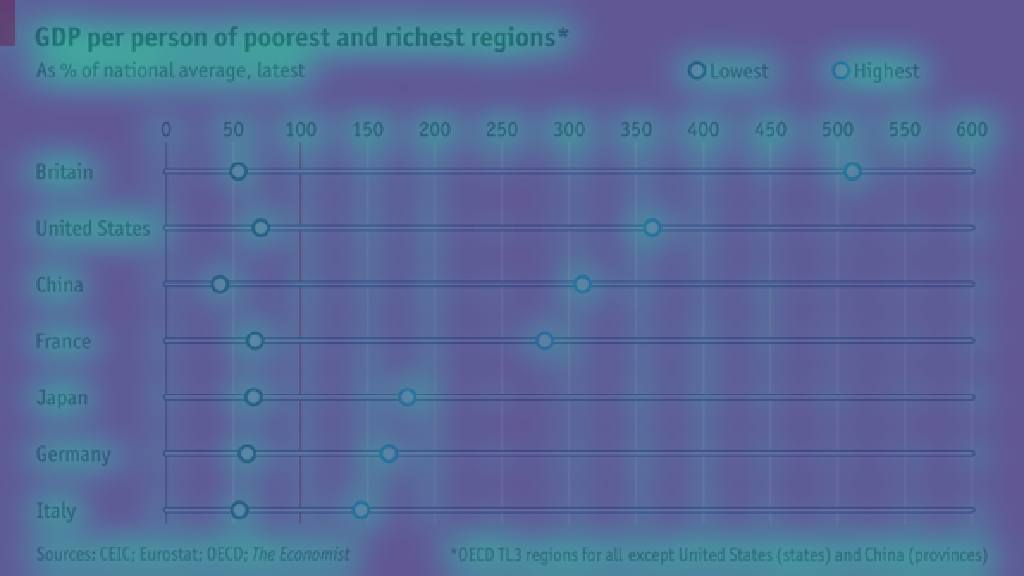 GDP per person of poorest and richest regions*
As % of national average, latest
Lowest Highest
0 50 100 150 200 250 300 350 400 450 500 550 600
Britain
United States
China
France
Japan
Germany
Italy
Sources: CEIC; Eurostat; OECD; The Economist
*OECD TL3 regions for all except United States (states) and China (provinces)